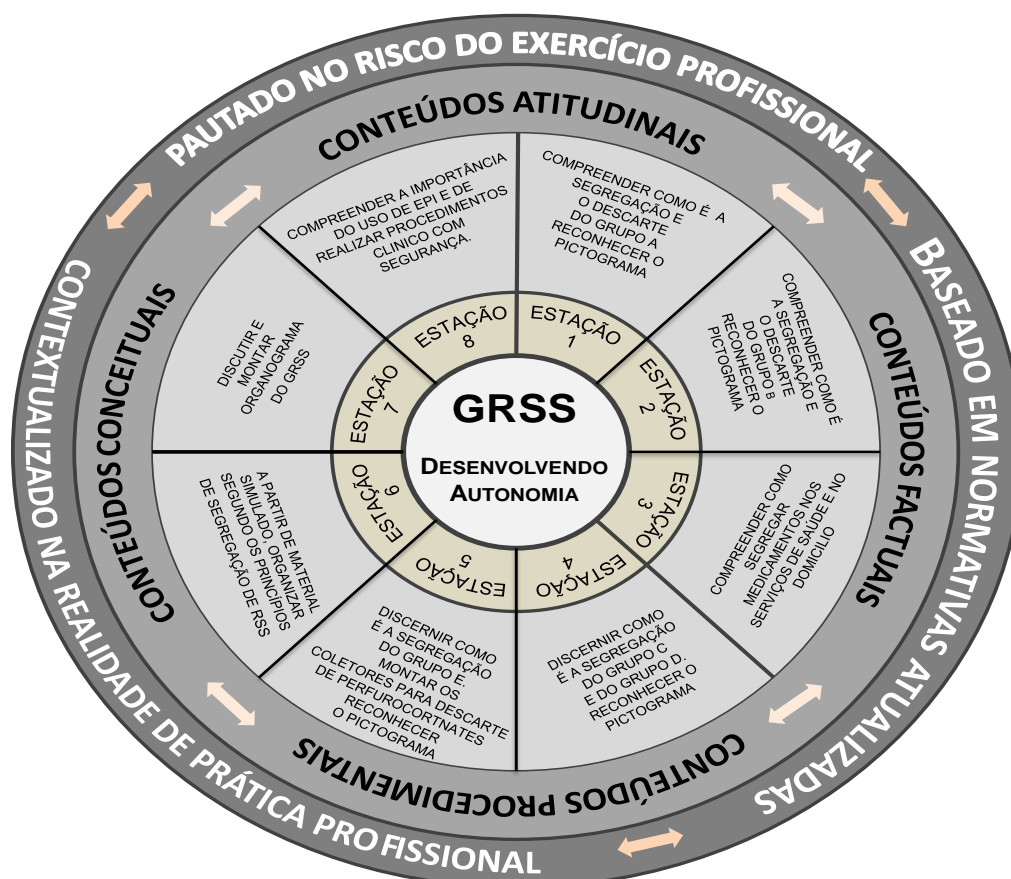 PAUTADO NO RISCO DO EXERCÍCIO PROFISSIONAL
BASEADO EM NORMATIVAS ATUALIZADAS
CONTEXTUALIZADO NA REALIDADE DE PRÁTICA PROFISSIONAL
CONTEÚDOS ATITUDINAIS
CONTEÚDOS FACTUAIS
CONTEÚDOS PROCEDIMENTAIS
CONTEÚDOS CONCEITUAIS
GRSS
DESENVOLVENDO
AUTONOMIA
ESTAÇÃO
1
COMPREENDER COMO É A
SEGREGAÇÃO E
O DESCARTE
DO GRUPO A
RECONHECER O
PICTOGRAMA
ESTAÇÃO
2
COMPREENDER COMO É
A SEGREGAÇÃO E
O DESCARTE
DO GRUPO B
RECONHECER O
PICTOGRAMA
ESTAÇÃO
3
COMPREENDER COMO
SEGREGAR
MEDICAMENTOS NOS
SERVIÇOS DE SAÚDE E NO
DOMICILIO
ESTAÇÃO
4
DISCERNIR COMO
É A SEGREGAÇÃO
DO GRUPO C
E DO GRUPO D.
RECONHECER O
PICTOGRAMA
ESTAÇÃO
5
DISCERNIR COMO
É A SEGREGAÇÃO
DO GRUPO E.
MONTAR OS
COLETORES PARA DESCARTE
DE PERFUROCORTNATES
RECONHECER
O PICTOGRAMA
ESTAÇÃO
6
A PARTIR DE MATERIAL
SIMULADO, ORGANIZAR
SEGUNDO OS PRINCÍPIOS
DE SEGREGAÇÃO DE RSS
ESTAÇÃO
7
DISCUTIR E
MONTAR
ORGANOGRAMA
DO GRSS
ESTAÇÃO
8
COMPREENDER A IMPORTÂNCIA
DO USO DE EPI E DE
REALIZAR PROCEDIMENTOS
CLINICO COM
SEGURANÇA.